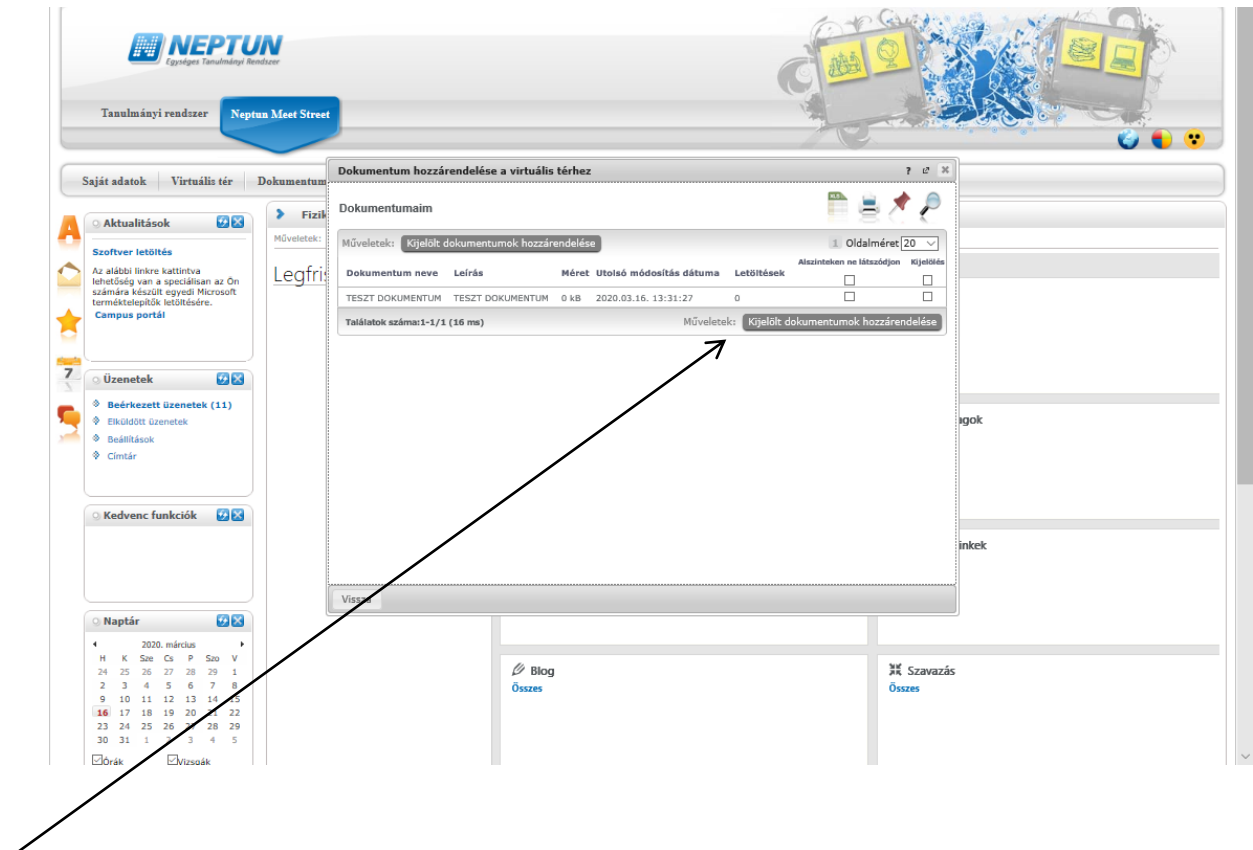 NEPTUN
Egységes Tanulmányi Rendszer
Tanulmányi rendszer
Neptun Meet Street
Saját adatok
Virtuális tér
Dokumentum
Aktualitások
Szoftver letöltés
Az alábbi linkre kattintva
lehetőség van a speciálisan az Ön
számára készült egyedi Microsoft
terméktelepítők letöltésére.
Campus portál
7
Üzenetek
Beérkezett üzenetek (11)
Elküldött üzenetek
Beállítások
Címtár
Kedvenc funkciók
Naptár
2020. március
H K Sze Cs P Szo V
24 25 26 27 28 29 1
2 3 4 5 6 7 8
9 10 11 12 13 14 15
16 17 18 19 20 21 22
23 24 25 26 27 28 29
30 31 1 2 3 4 5
Órák
Vizsgák
Fizik
Műveletek:
Legfris
Dokumentum hozzárendelése a virtuális térhez
?
Dokumentumaim
XLS
Műveletek: Kijelölt dokumentumok hozzárendelése
1 Oldalméret 20
Dokumentum neve Leírás Méret Utolsó módosítás dátuma Letöltések Alszinteken ne látszódjon Kijelölés
TESZT DOKUMENTUM TESZT DOKUMENTUM 0 kB 2020.03.16. 13:31:27 0
Találatok száma:1-1/1 (16 ms)
Műveletek: Kijelölt dokumentumok hozzárendelése
Vissza
agok
inkek
Blog
Összes
Szavazás
Összes